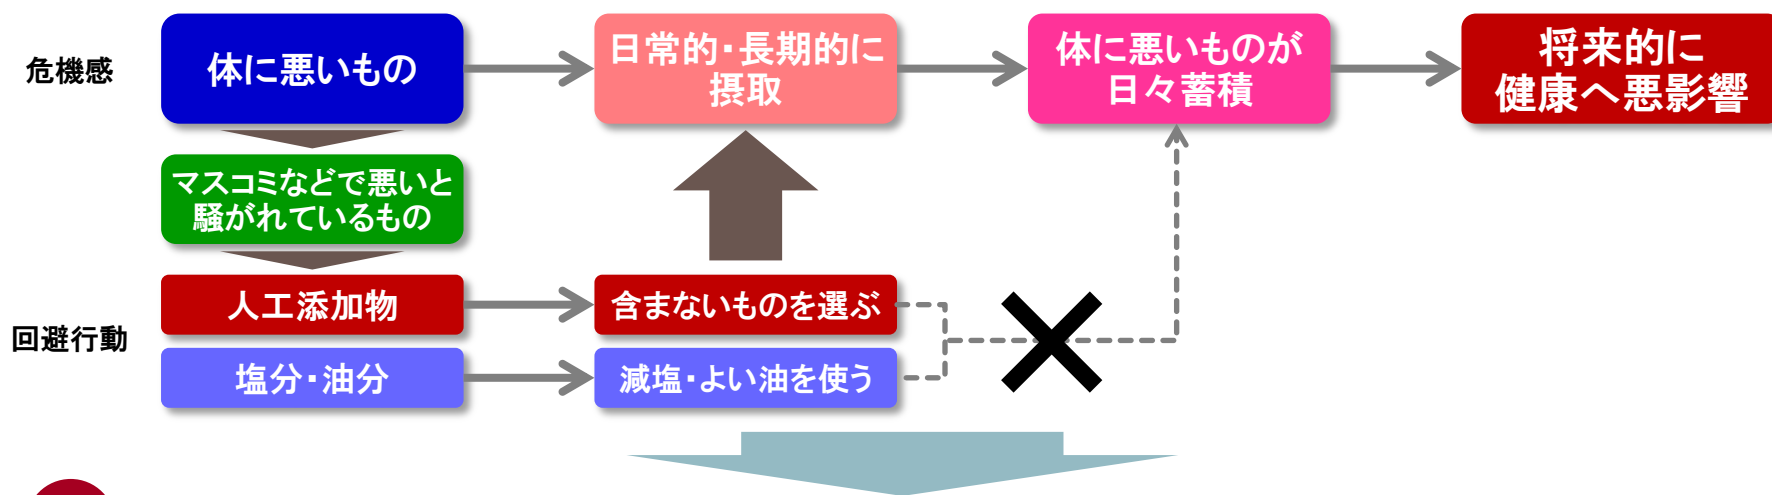 危機感
体に悪いもの
日常的・長期的に
摂取
体に悪いものが
日々蓄積
将来的に
健康へ悪影響
マスコミなどで悪いと
騒がれているもの
回避行動
人工添加物
含まないものを選ぶ
塩分・油分
減塩・よい油を使う